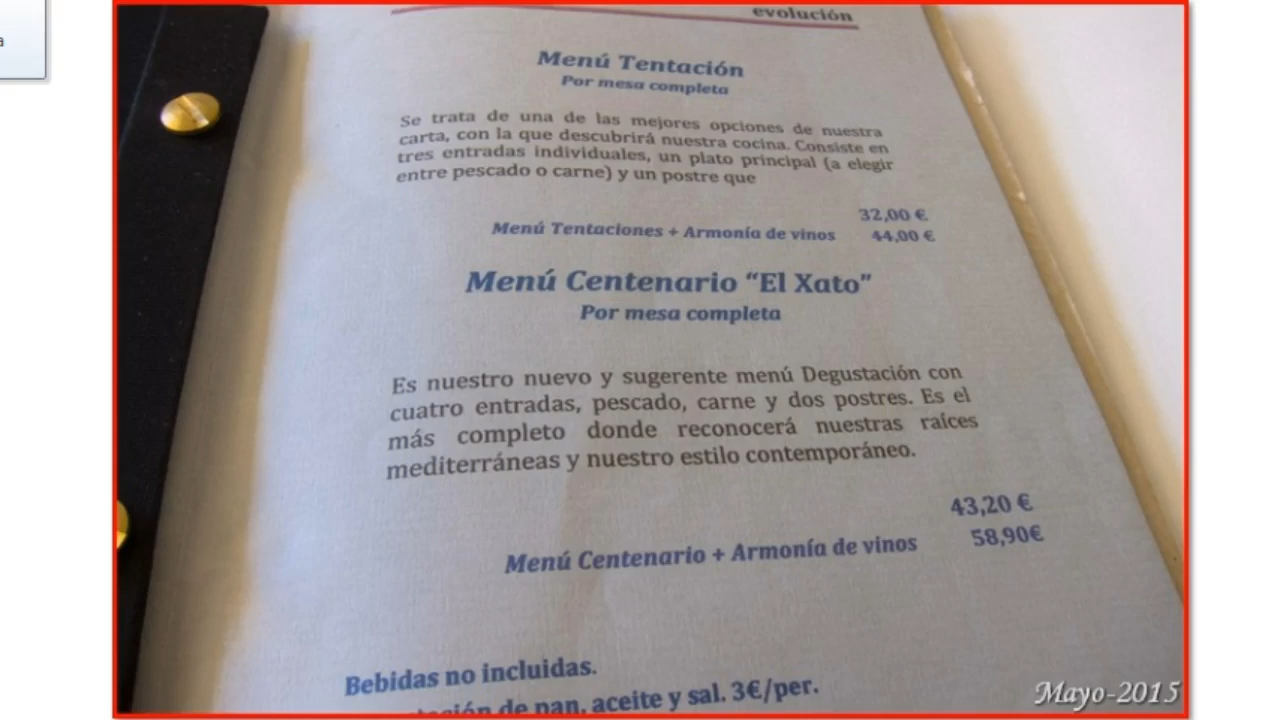 evolución
Menú Tentación
Por mesa completa
Se trata de una de las mejores opciones de nuestra
carta, con la que descubrirá nuestra cocina. Consiste en
tres entradas individuales, un plato principal (a elegir
entre pescado o carne) y un postre que
32,00 €
Menú Tentaciones + Armonía de vinos 44,00 €
Menú Centenario “El Xato”
Por mesa completa
Es nuestro nuevo y sugerente menú Degustación con
cuatro entradas, pescado, carne y dos postres. Es el
más completo donde reconocerá nuestras raíces
mediterráneas y nuestro estilo contemporáneo.
43,20 €
Menú Centenario + Armonía de vinos 58,90€
Bebidas no incluidas.
de pan, aceite y sal. 3€/per.
Mayo-2015